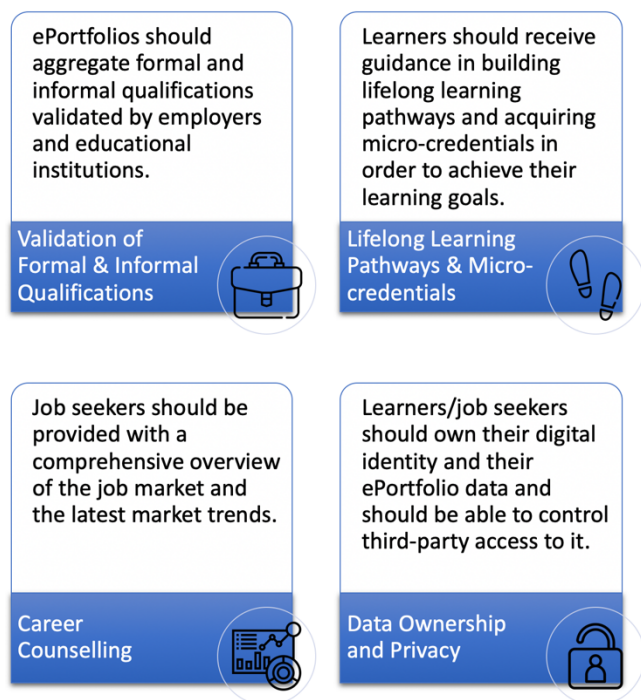 ePortfolios should
aggregate formal and
informal qualifications
validated by employers
and educational
institutions.
Validation of
Formal & Informal
Qualifications
Learners should receive
guidance in building
lifelong learning
pathways and acquiring
micro-credentials in
order to achieve their
learning goals.
Lifelong Learning
Pathways & Micro-
credentials
Job seekers should be
provided with a
comprehensive overview
of the job market and
the latest market trends.
Career
Counselling
Learners/job seekers
should own their digital
identity and their
ePortfolio data and
should be able to control
third-party access to it.
Data Ownership
and Privacy